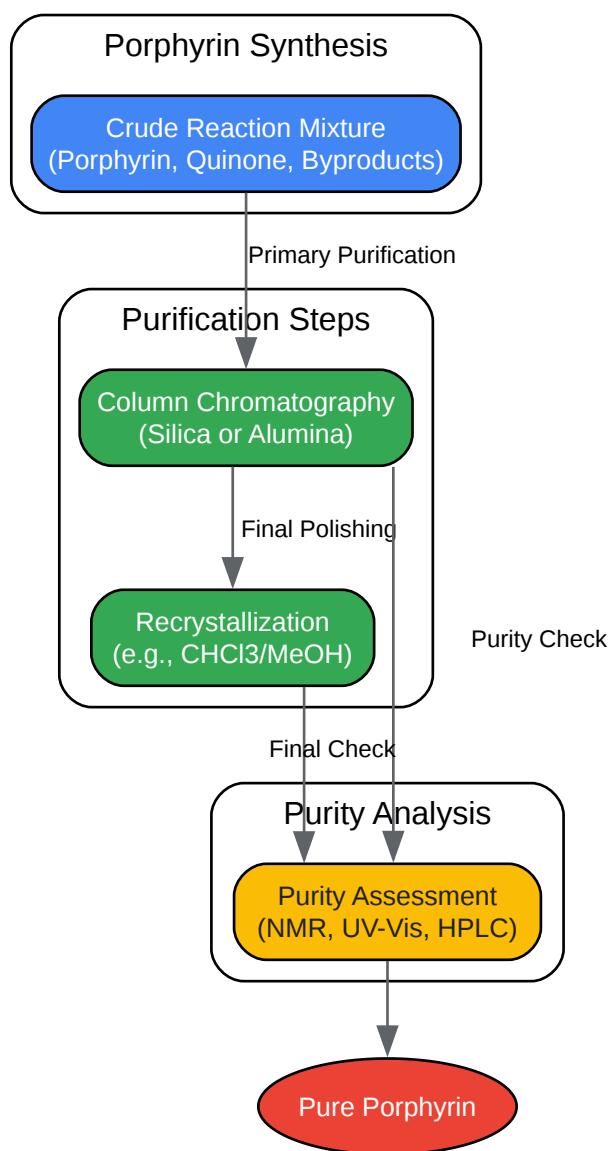 Porphyrin Synthesis
Crude Reaction Mixture
(Porphyrin, Quinone, Byproducts)
Primary Purification
Purification Steps
Column Chromatography
(Silica or Alumina)
Final Polishing
Recrystallization
(e.g., CHCl3/MeOH)
Purity Check
Final Check
Purity Analysis
Purity Assessment
(NMR, UV-Vis, HPLC)
Pure Porphyrin